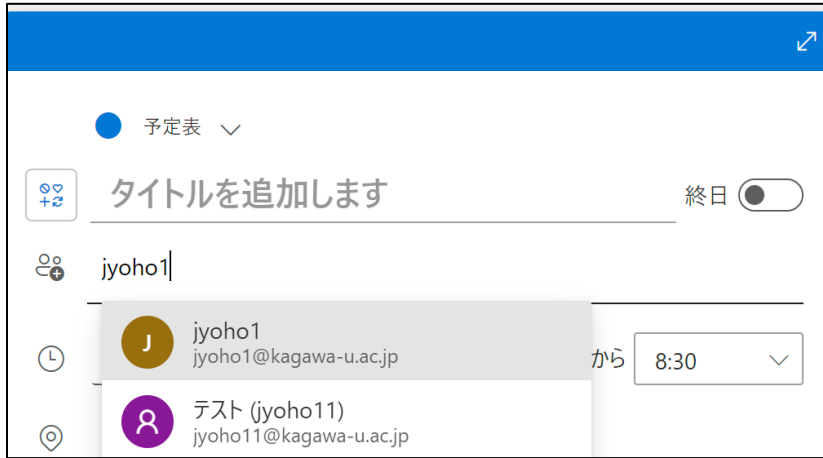 予定表
タイトルを追加します
終日
jyoho1
J
jyoho1
jyoho1@kagawa-u.ac.jp
から
8:30
テスト (jyoho11)
jyoho11@kagawa-u.ac.jp